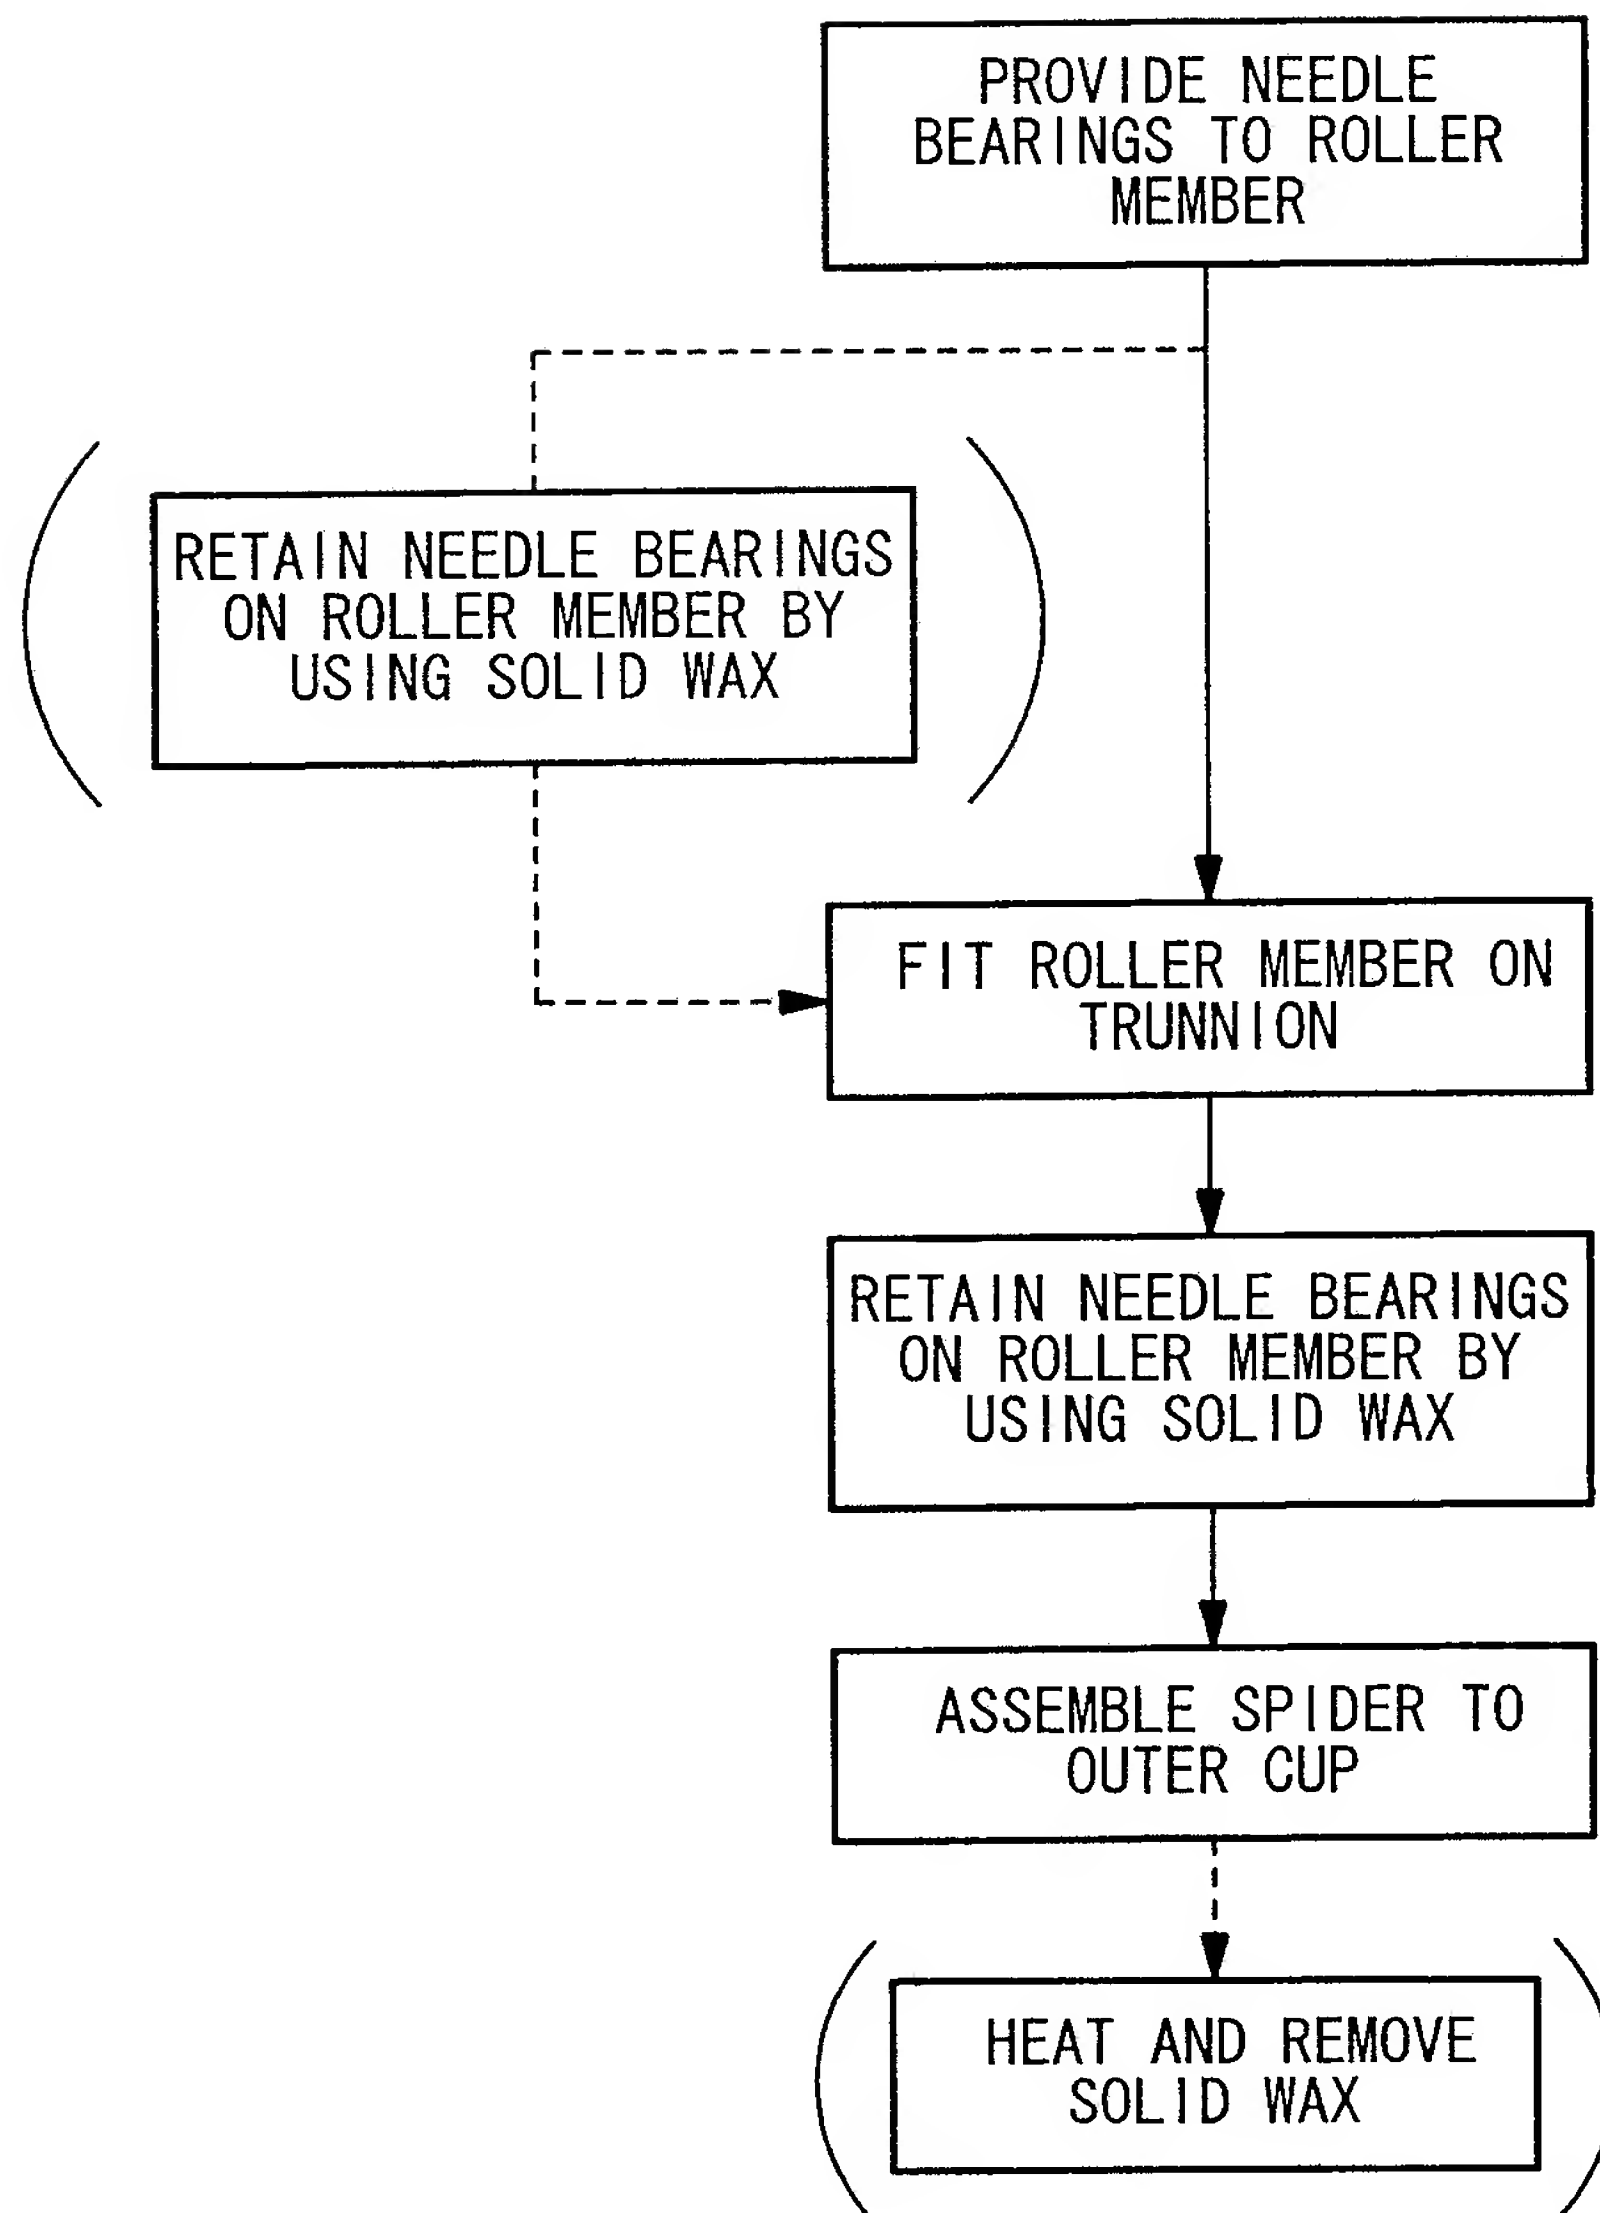 PROVIDE NEEDLE
BEARINGS TO ROLLER
MEMBER
RETAIN NEEDLE BEARINGS
ON ROLLER MEMBER BY
USING SOLID WAX
FIT ROLLER MEMBER ON
TRUNNION
RETAIN NEEDLE BEARINGS
ON ROLLER MEMBER BY
USING SOLID WAX
ASSEMBLE SPIDER TO
OUTER CUP
HEAT AND REMOVE
SOLID WAX